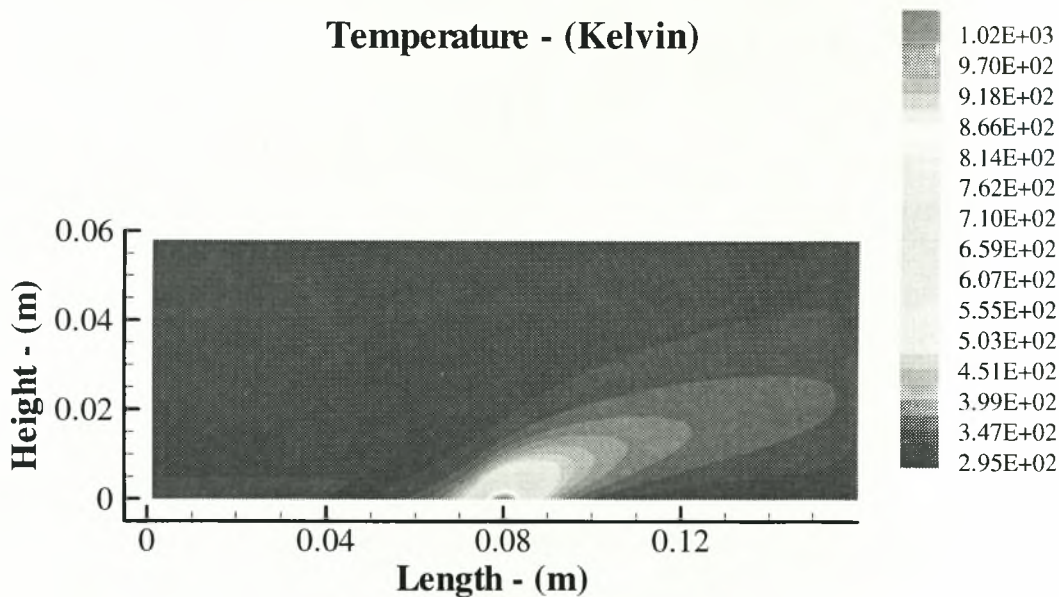 Temperature - (Kelvin)
1.02E+03
9.70E+02
9.18E+02
8.66E+02
8.14E+02
7.62E+02
7.10E+02
6.59E+02
6.07E+02
5.55E+02
5.03E+02
4.51E+02
3.99E+02
3.47E+02
2.95E+02
0.06
0.04
0.02
0
Height - (m)
0
0.04
0.08
0.12
Length - (m)